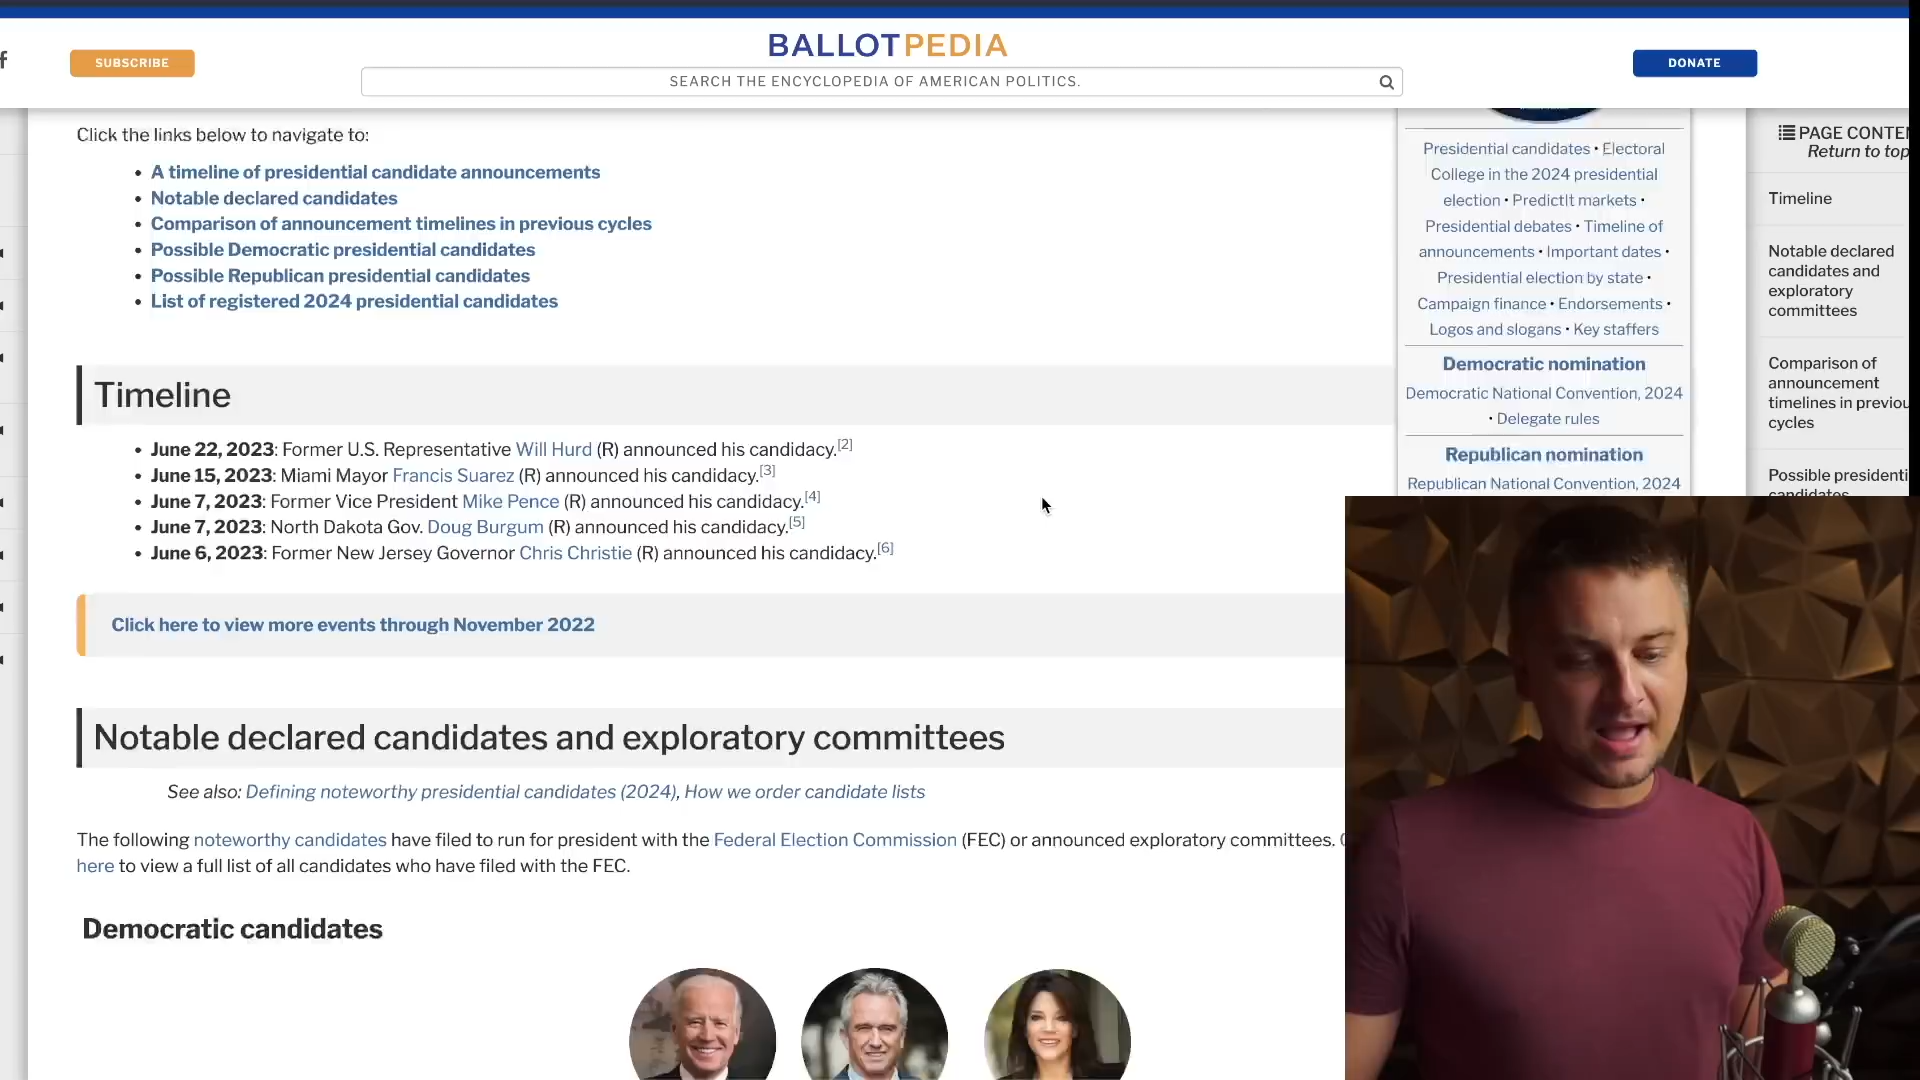 BALLOTPEDIA
SUBSCRIBE
SEARCH THE ENCYCLOPEDIA OF AMERICAN POLITICS.
DONATE
Click the links below to navigate to:
• A timeline of presidential candidate announcements
• Notable declared candidates
• Comparison of announcement timelines in previous cycles
• Possible Democratic presidential candidates
• Possible Republican presidential candidates
• List of registered 2024 presidential candidates
Timeline
• June 22, 2023: Former U.S. Representative Will Hurd (R) announced his candidacy.[2]
• June 15, 2023: Miami Mayor Francis Suarez (R) announced his candidacy.[3]
• June 7, 2023: Former Vice President Mike Pence (R) announced his candidacy.[4]
• June 7, 2023: North Dakota Gov. Doug Burgum (R) announced his candidacy.[5]
• June 6, 2023: Former New Jersey Governor Chris Christie (R) announced his candidacy.[6]
Click here to view more events through November 2022
Notable declared candidates and exploratory committees
See also: Defining noteworthy presidential candidates (2024), How we order candidate lists
The following noteworthy candidates have filed to run for president with the Federal Election Commission (FEC) or announced exploratory committees.
here to view a full list of all candidates who have filed with the FEC.
Democratic candidates
Presidential candidates • Electoral
College in the 2024 presidential
election • PredictIt markets •
Presidential debates • Timeline of
announcements • Important dates •
Presidential election by state •
Campaign finance • Endorsements •
Logos and slogans • Key staffers
Democratic nomination
Democratic National Convention, 2024
• Delegate rules
Republican nomination
Republican National Convention, 2024
PAGE CONTE
Return to top
Timeline
Notable declared
candidates and
exploratory
committees
Comparison of
announcement
timelines in previou
cycles
Possible presidenti
candidates